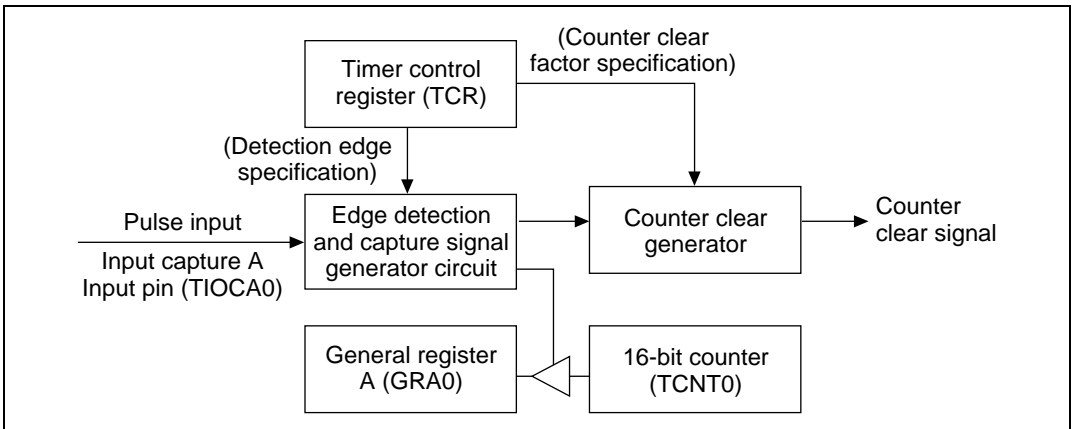 Timer control
register (TCR)
(Counter clear
factor specification)
(Detection edge
specification)
Pulse input
Input capture A
Input pin (TIOCA0)
Edge detection
and capture signal
generator circuit
Counter clear
generator
Counter
clear signal
General register
A (GRA0)
16-bit counter
(TCNT0)